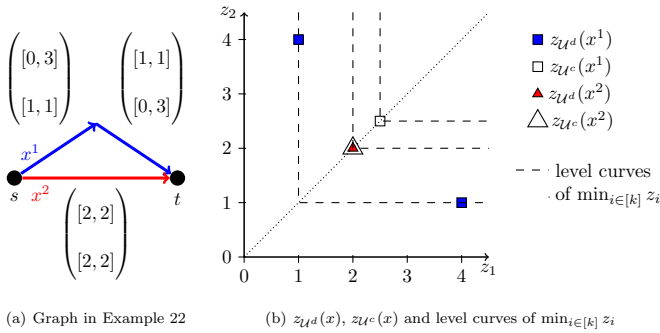 [0, 3]
[1, 1]
[1, 1]
[0, 3]
x¹
x²
s
t
[2, 2]
[2, 2]
(a) Graph in Example 22
z₂
4
3
2
1
0
0
1
2
3
4
z₁
z_{𝒰^d}(x¹)
z_{𝒰^c}(x¹)
z_{𝒰^d}(x²)
z_{𝒰^c}(x²)
level curves
of min_{i∈[k]} z_i
(b) z_{𝒰^d}(x), z_{𝒰^c}(x) and level curves of min_{i∈[k]} z_i